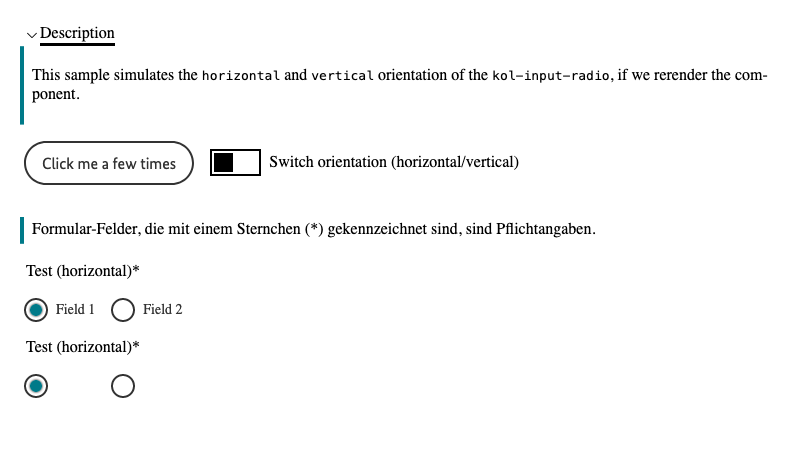 Description
This sample simulates the horizontal and vertical orientation of the kol-input-radio, if we rerender the com-
ponent.
Click me a few times
Switch orientation (horizontal/vertical)
Formular-Felder, die mit einem Sternchen (*) gekennzeichnet sind, sind Pflichtangaben.
Test (horizontal)*
Field 1 Field 2
Test (horizontal)*